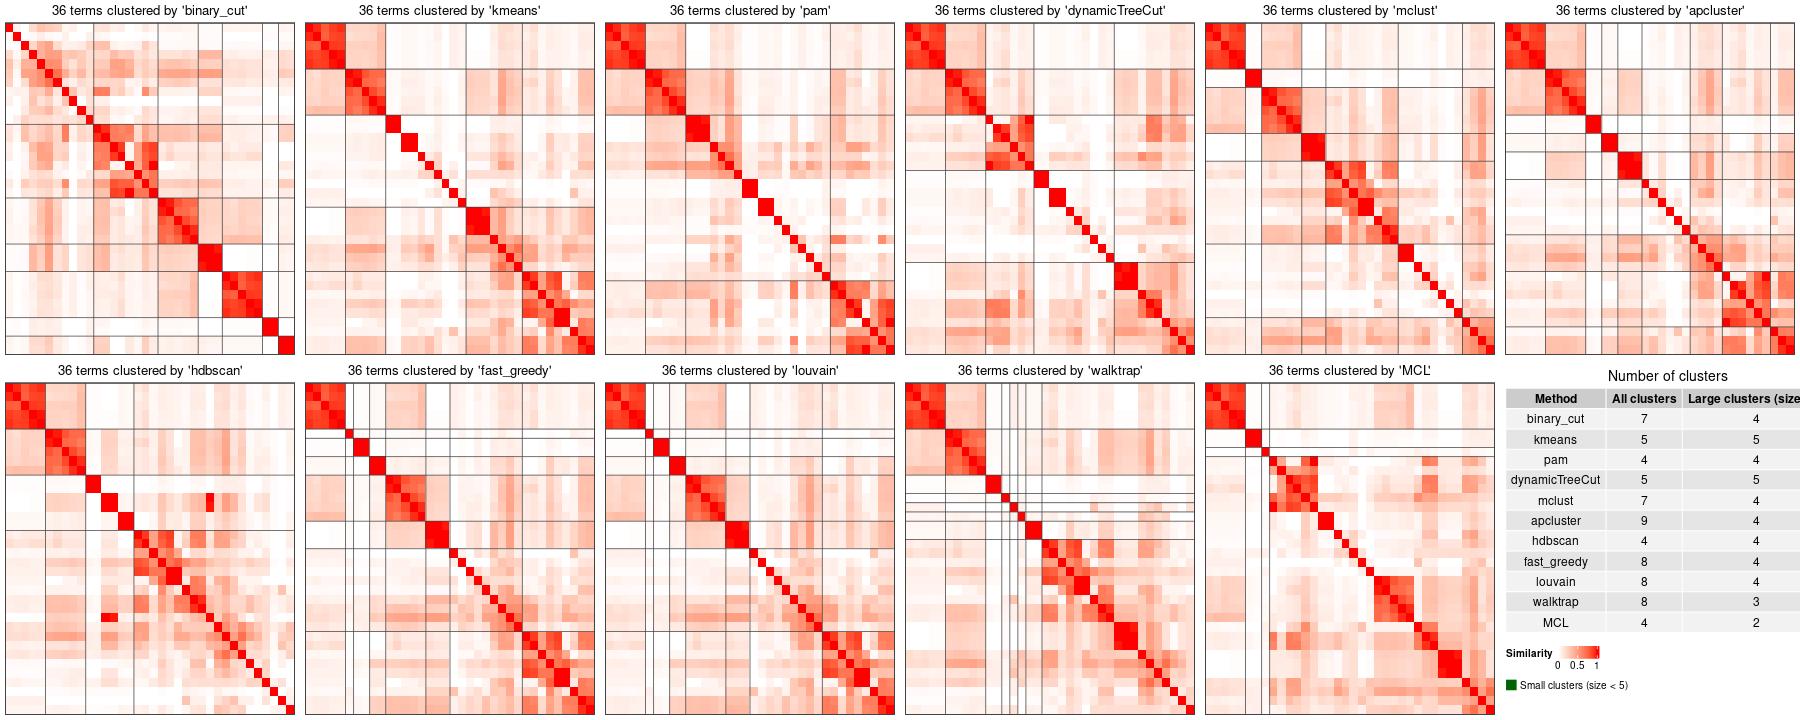 36 terms clustered by 'binary_cut'
36 terms clustered by 'kmeans'
36 terms clustered by 'pam'
36 terms clustered by 'dynamicTreeCut'
36 terms clustered by 'mclust'
36 terms clustered by 'apcluster'
36 terms clustered by 'hdbscan'
36 terms clustered by 'fast_greedy'
36 terms clustered by 'louvain'
36 terms clustered by 'walktrap'
36 terms clustered by 'MCL'
Number of clusters
Method All clusters Large clusters (size
binary_cut 7 4
kmeans 5 5
pam 4 4
dynamicTreeCut 5 5
mclust 7 4
apcluster 9 4
hdbscan 4 4
fast_greedy 8 4
louvain 8 4
walktrap 8 3
MCL 4 2
Similarity
0 0.5 1
Small clusters (size < 5)